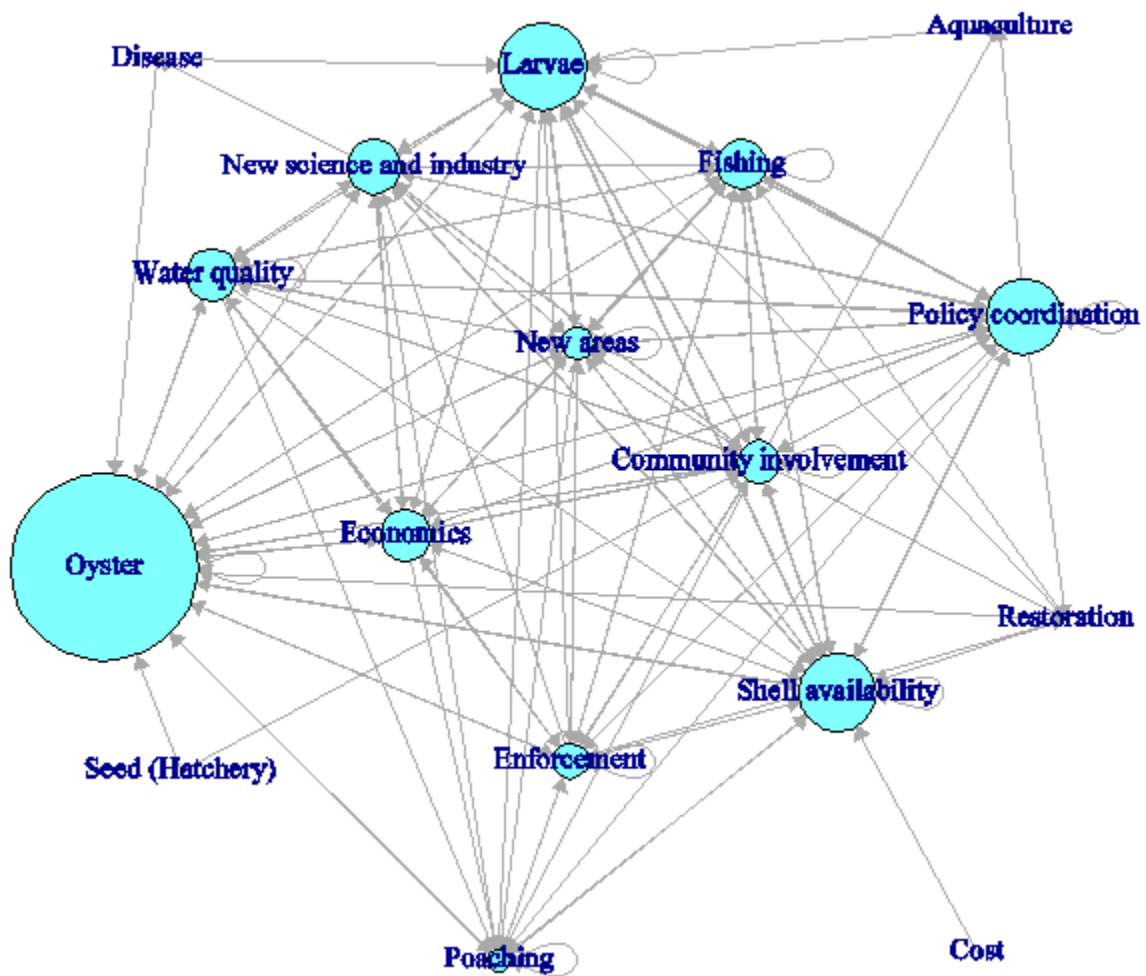 Aquaculture
Disease
Larvae
New science and industry
Fishing
Water quality
Policy coordination
New areas
Community involvement
Economics
Oyster
Restoration
Shell availability
Enforcement
Seed (Hatchery)
Cost
Poaching